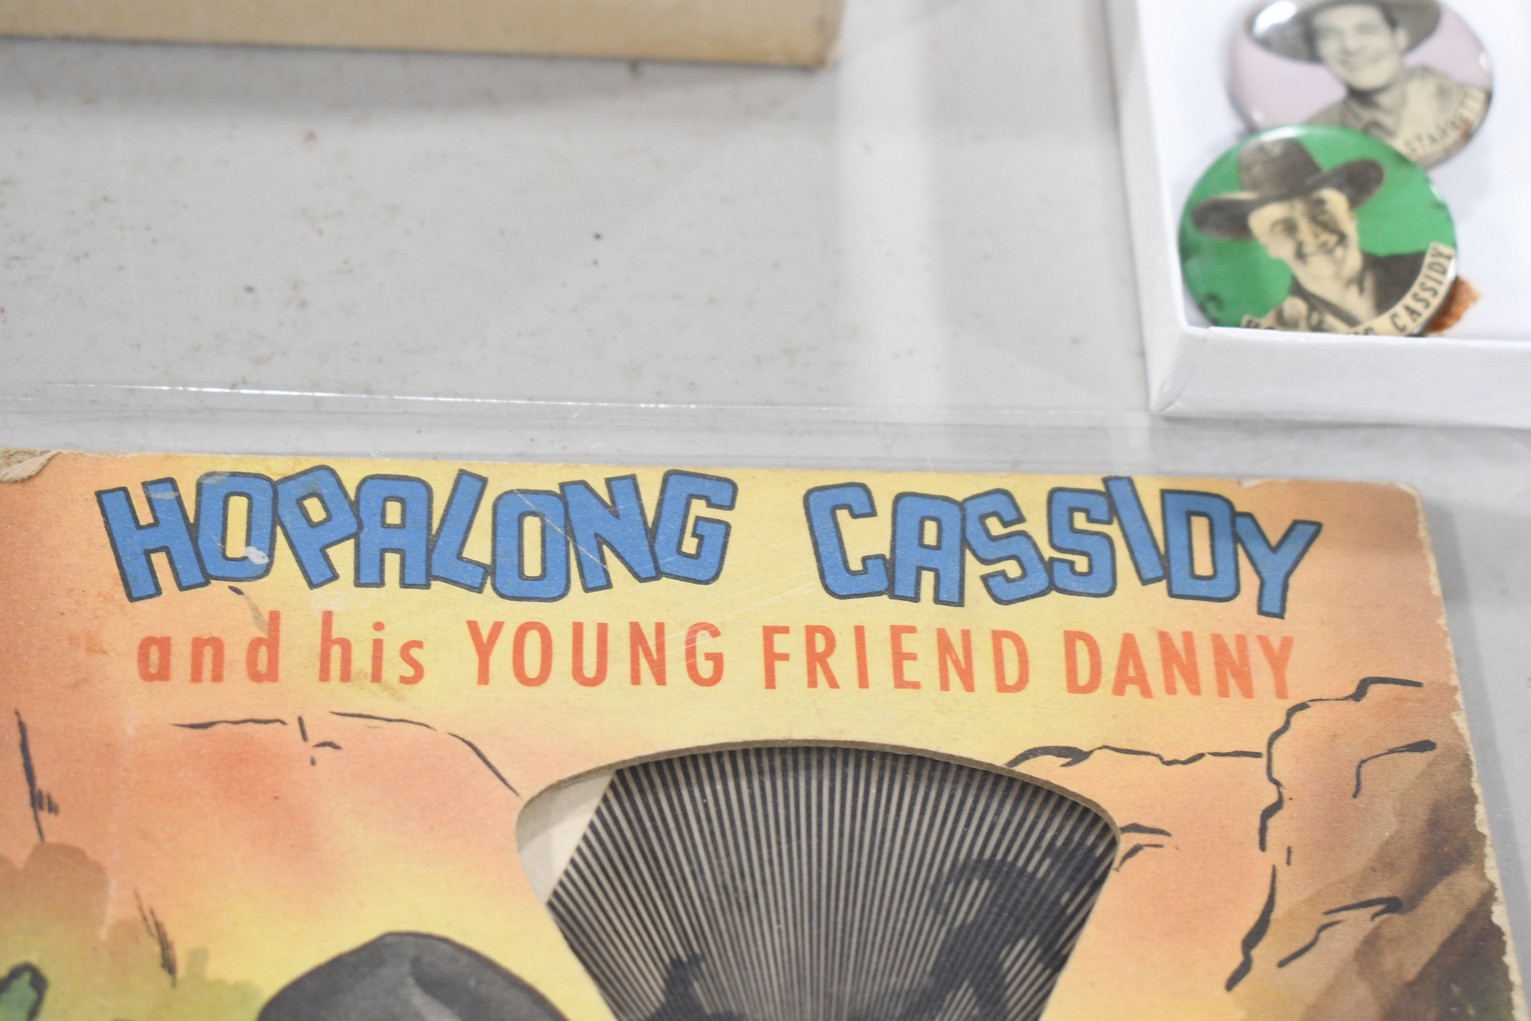 CASSIDY
HOPALONG CASSIDY
and his YOUNG FRIEND DANNY